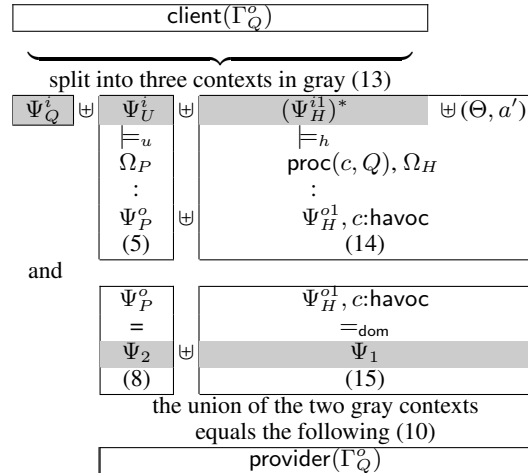 client(Γ_Q^o)
split into three contexts in gray (13)
Ψ_Q^i ⊎ Ψ_U^i ⊎ (Ψ_H^{i1})* ⊎ (Θ, a′)
⊨_u ⊨_h
Ω_P proc(c, Q), Ω_H
: :
Ψ_P^o ⊎ Ψ_H^{o1}, c:havoc
(5) (14)
and
Ψ_P^o Ψ_H^{o1}, c:havoc
= =_dom
Ψ_2 ⊎ Ψ_1
(8) (15)
the union of the two gray contexts
equals the following (10)
provider(Γ_Q^o)